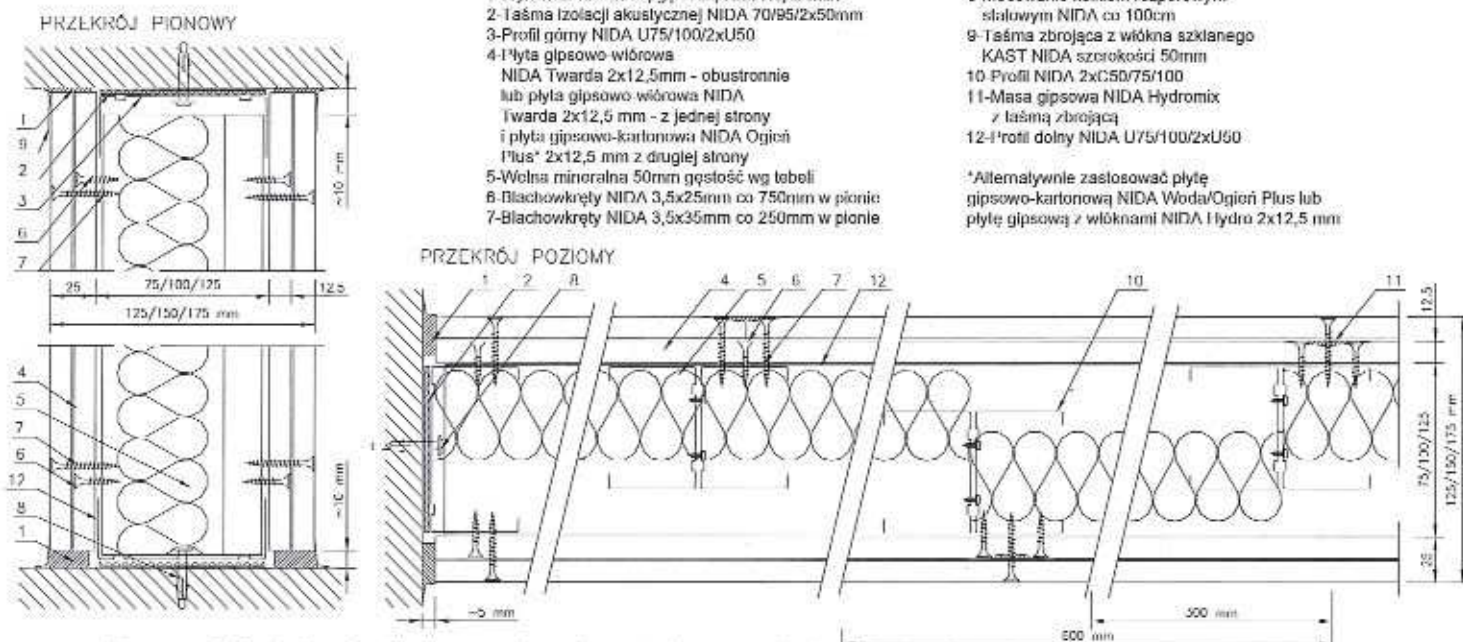 PRZEKRÓJ PIONOWY
2-Taśma izolacji akustycznej NIDA 70/95/2x50mm
3-Profil górny NIDA U75/100/2xU50
4-Płyta gipsowo-wiórowa
NIDA Twarda 2x12,5mm - obustronnie
lub płyta gipsowo-wiórowa NIDA
Twarda 2x12,5 mm - z jednej strony
i płyta gipsowo-kartonowa NIDA Ogień
Plus* 2x12,5 mm z drugiej strony
5-Wełna mineralna 50mm gęstość wg tabeli
6-Blachowkręty NIDA 3,5x25mm co 750mm w pionie
7-Blachowkręty NIDA 3,5x35mm co 250mm w pionie
stalowym NIDA co 100cm
9-Taśma zbrojąca z włókna szklanego
KAST NIDA szerokości 50mm
10-Profil NIDA 2xC50/75/100
11-Masa gipsowa NIDA Hydromix
z taśmą zbrojącą
12-Profil dolny NIDA U75/100/2xU50
*Alternatywnie zastosować płytę
gipsowo-kartonową NIDA Woda/Ogień Plus lub
płytę gipsową z włóknami NIDA Hydro 2x12,5 mm
1
9
2
3
6
7
~10 mm
25
75/100/125
12.5
125/150/175 mm
4
5
7
6
12
8
1
~10 mm
PRZEKRÓJ POZIOMY
1
2
8
4
5
6
7
12
10
11
12.5
75/100/125
125/150/175 mm
25
~5 mm
300 mm
600 mm